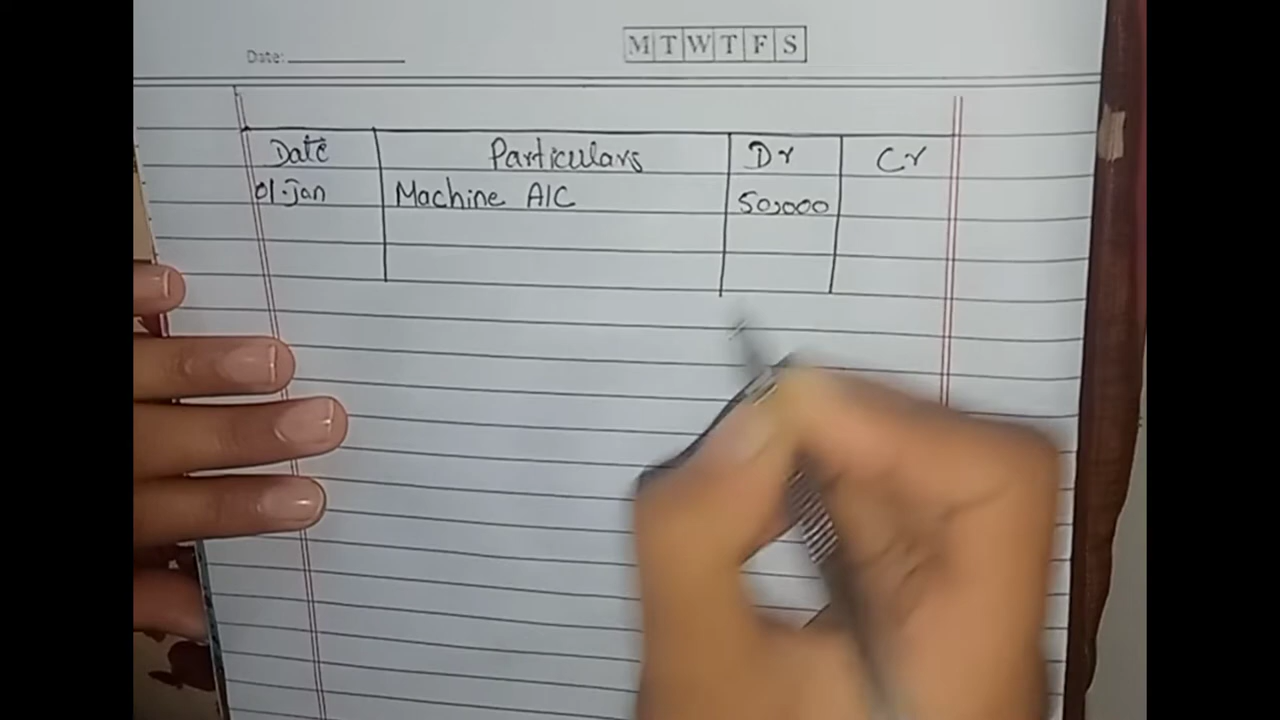 Date:
M T W T F S
Date Particulars Dr Cr
01-Jan Machine A/C 50,000